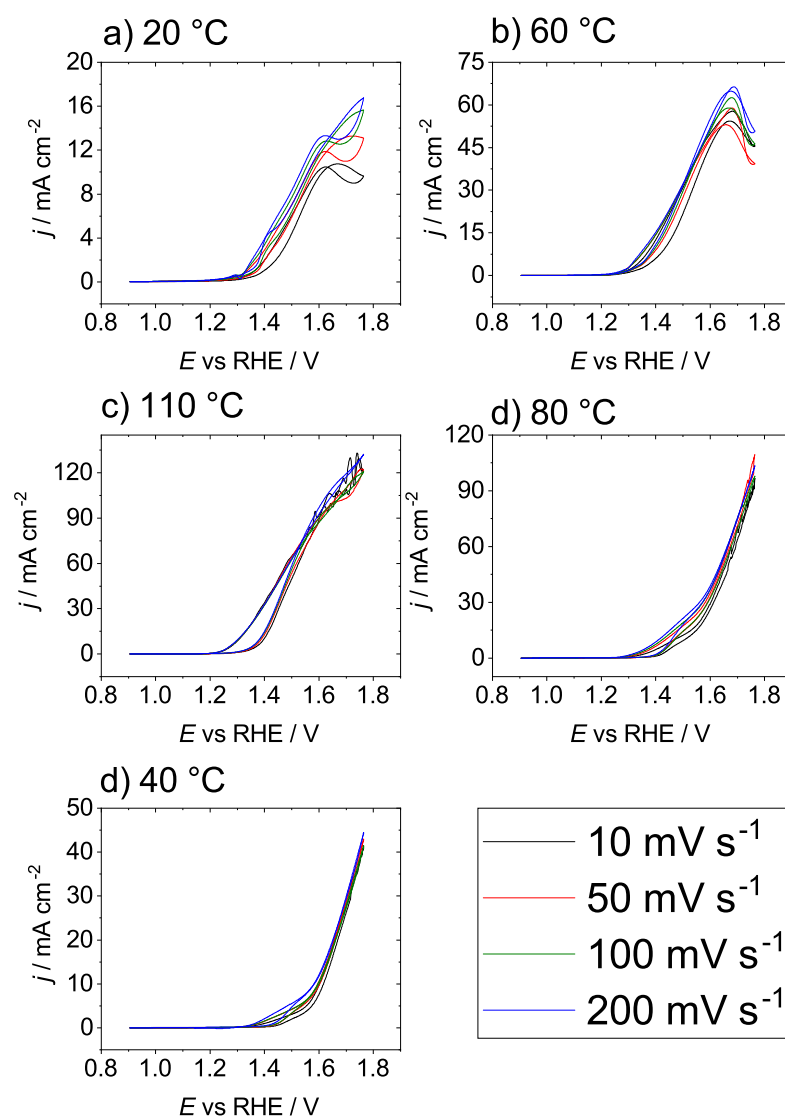 a) 20 °C
20
16
12
8
4
0
j / mA cm-2
0.8 1.0 1.2 1.4 1.6 1.8
E vs RHE / V
b) 60 °C
75
60
45
30
15
0
j / mA cm-2
0.8 1.0 1.2 1.4 1.6 1.8
E vs RHE / V
c) 110 °C
120
90
60
30
0
j / mA cm-2
0.8 1.0 1.2 1.4 1.6 1.8
E vs RHE / V
d) 80 °C
120
90
60
30
0
j / mA cm-2
0.8 1.0 1.2 1.4 1.6 1.8
E vs RHE / V
d) 40 °C
50
40
30
20
10
0
j / mA cm-2
0.8 1.0 1.2 1.4 1.6 1.8
E vs RHE / V
10 mV s-1
50 mV s-1
100 mV s-1
200 mV s-1